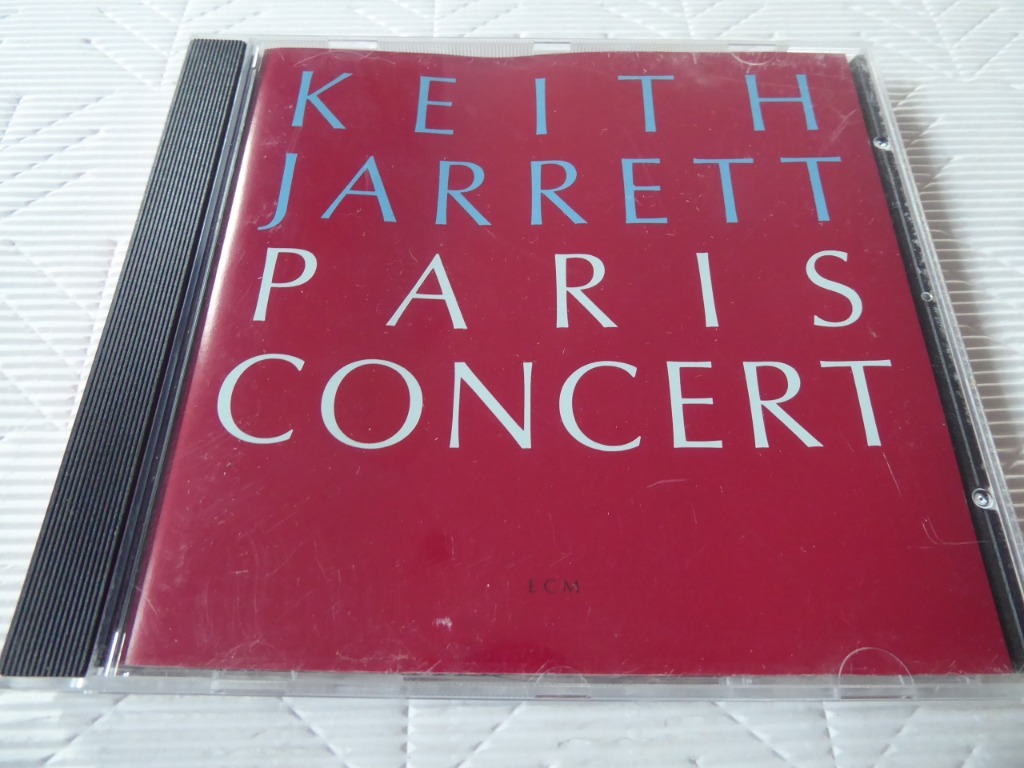 KEITH
JARRETT
PARIS
CONCERT
ECM